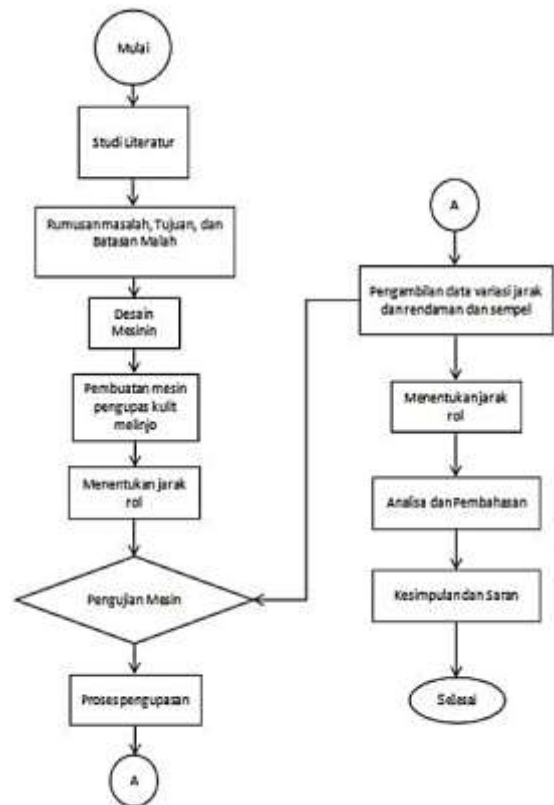 Mulai
Studi Literatur
Rumusan masalah, Tujuan, dan
Batasan Malah
Desain
Mesinin
Pembuatan mesin
pengupas kulit
melinjo
Menentukan jarak
rol
Pengujian Mesin
Proses pengupasan
A
A
Pengambilan data variasi jarak
dan rendaman dan sempel
Menentukan jarak
rol
Analisa dan Pembahasan
Kesimpulan dan Saran
Selesai